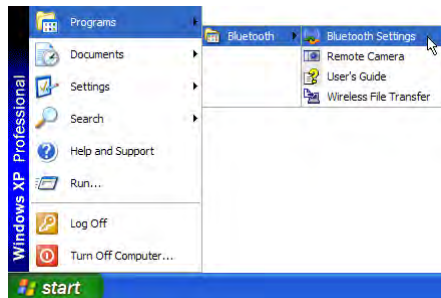 Programs
Documents
Settings
Search
Help and Support
Run...
Log Off
Turn Off Computer...
Windows XP Professional
start
Bluetooth
Bluetooth Settings
Remote Camera
User's Guide
Wireless File Transfer